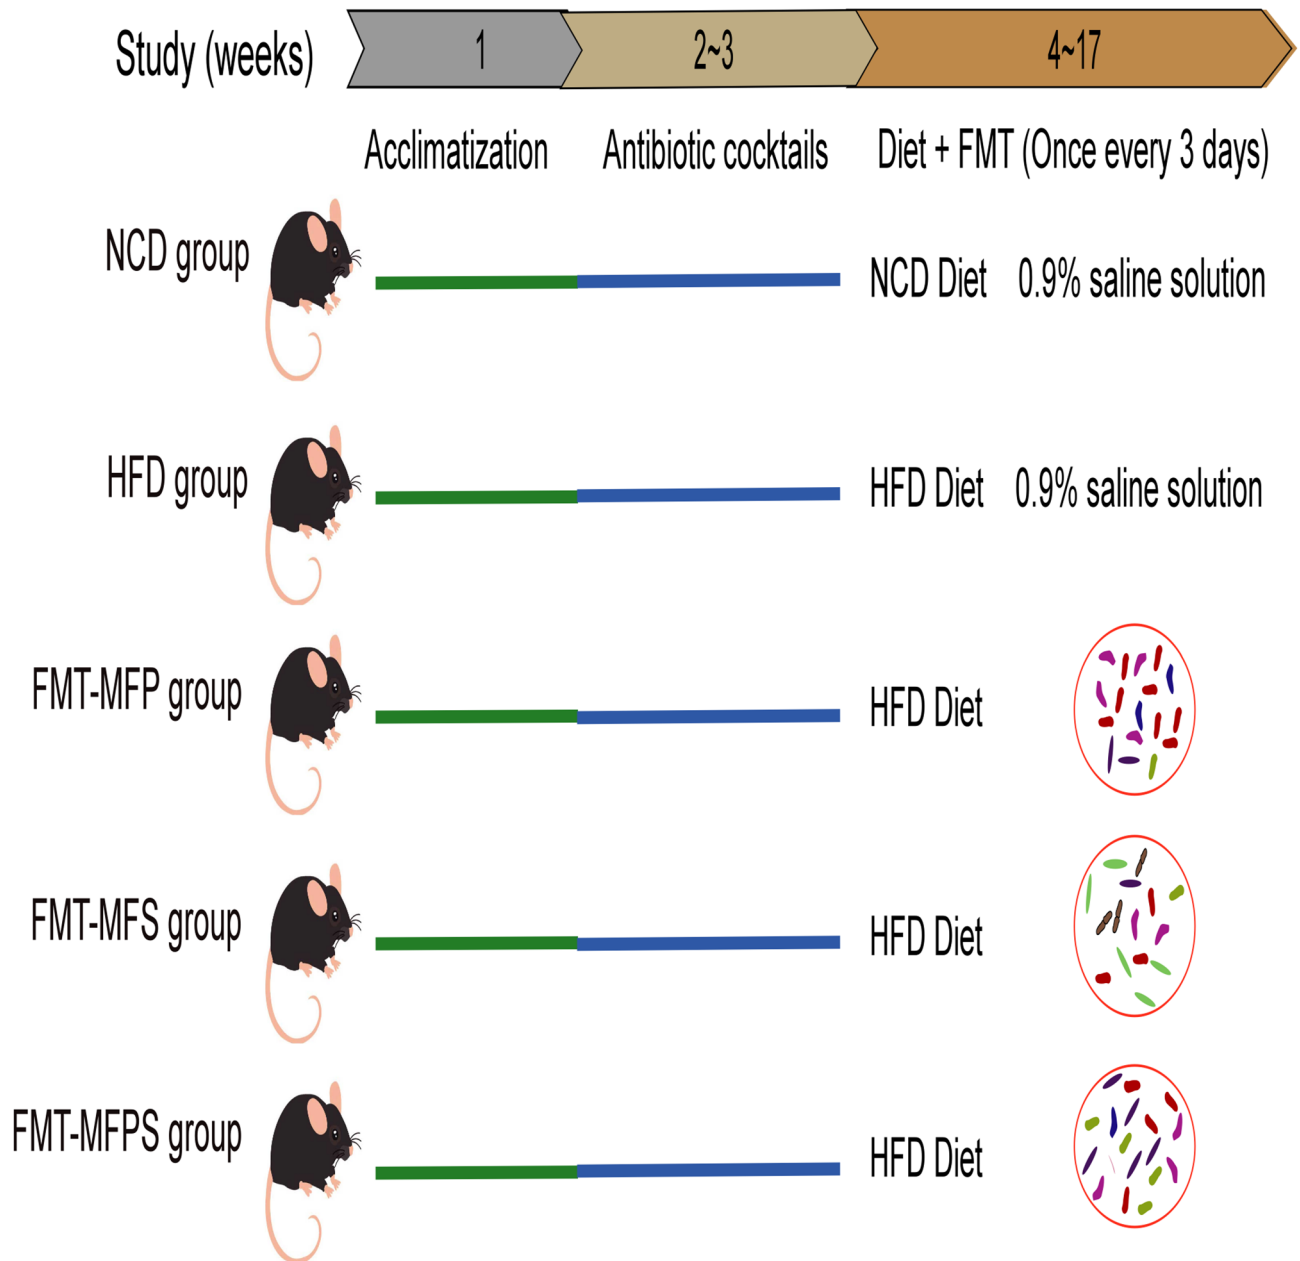 Study (weeks) 1 2~3 4~17
Acclimatization Antibiotic cocktails Diet + FMT (Once every 3 days)
NCD group NCD Diet 0.9% saline solution
HFD group HFD Diet 0.9% saline solution
FMT-MFP group HFD Diet
FMT-MFS group HFD Diet
FMT-MFPS group HFD Diet